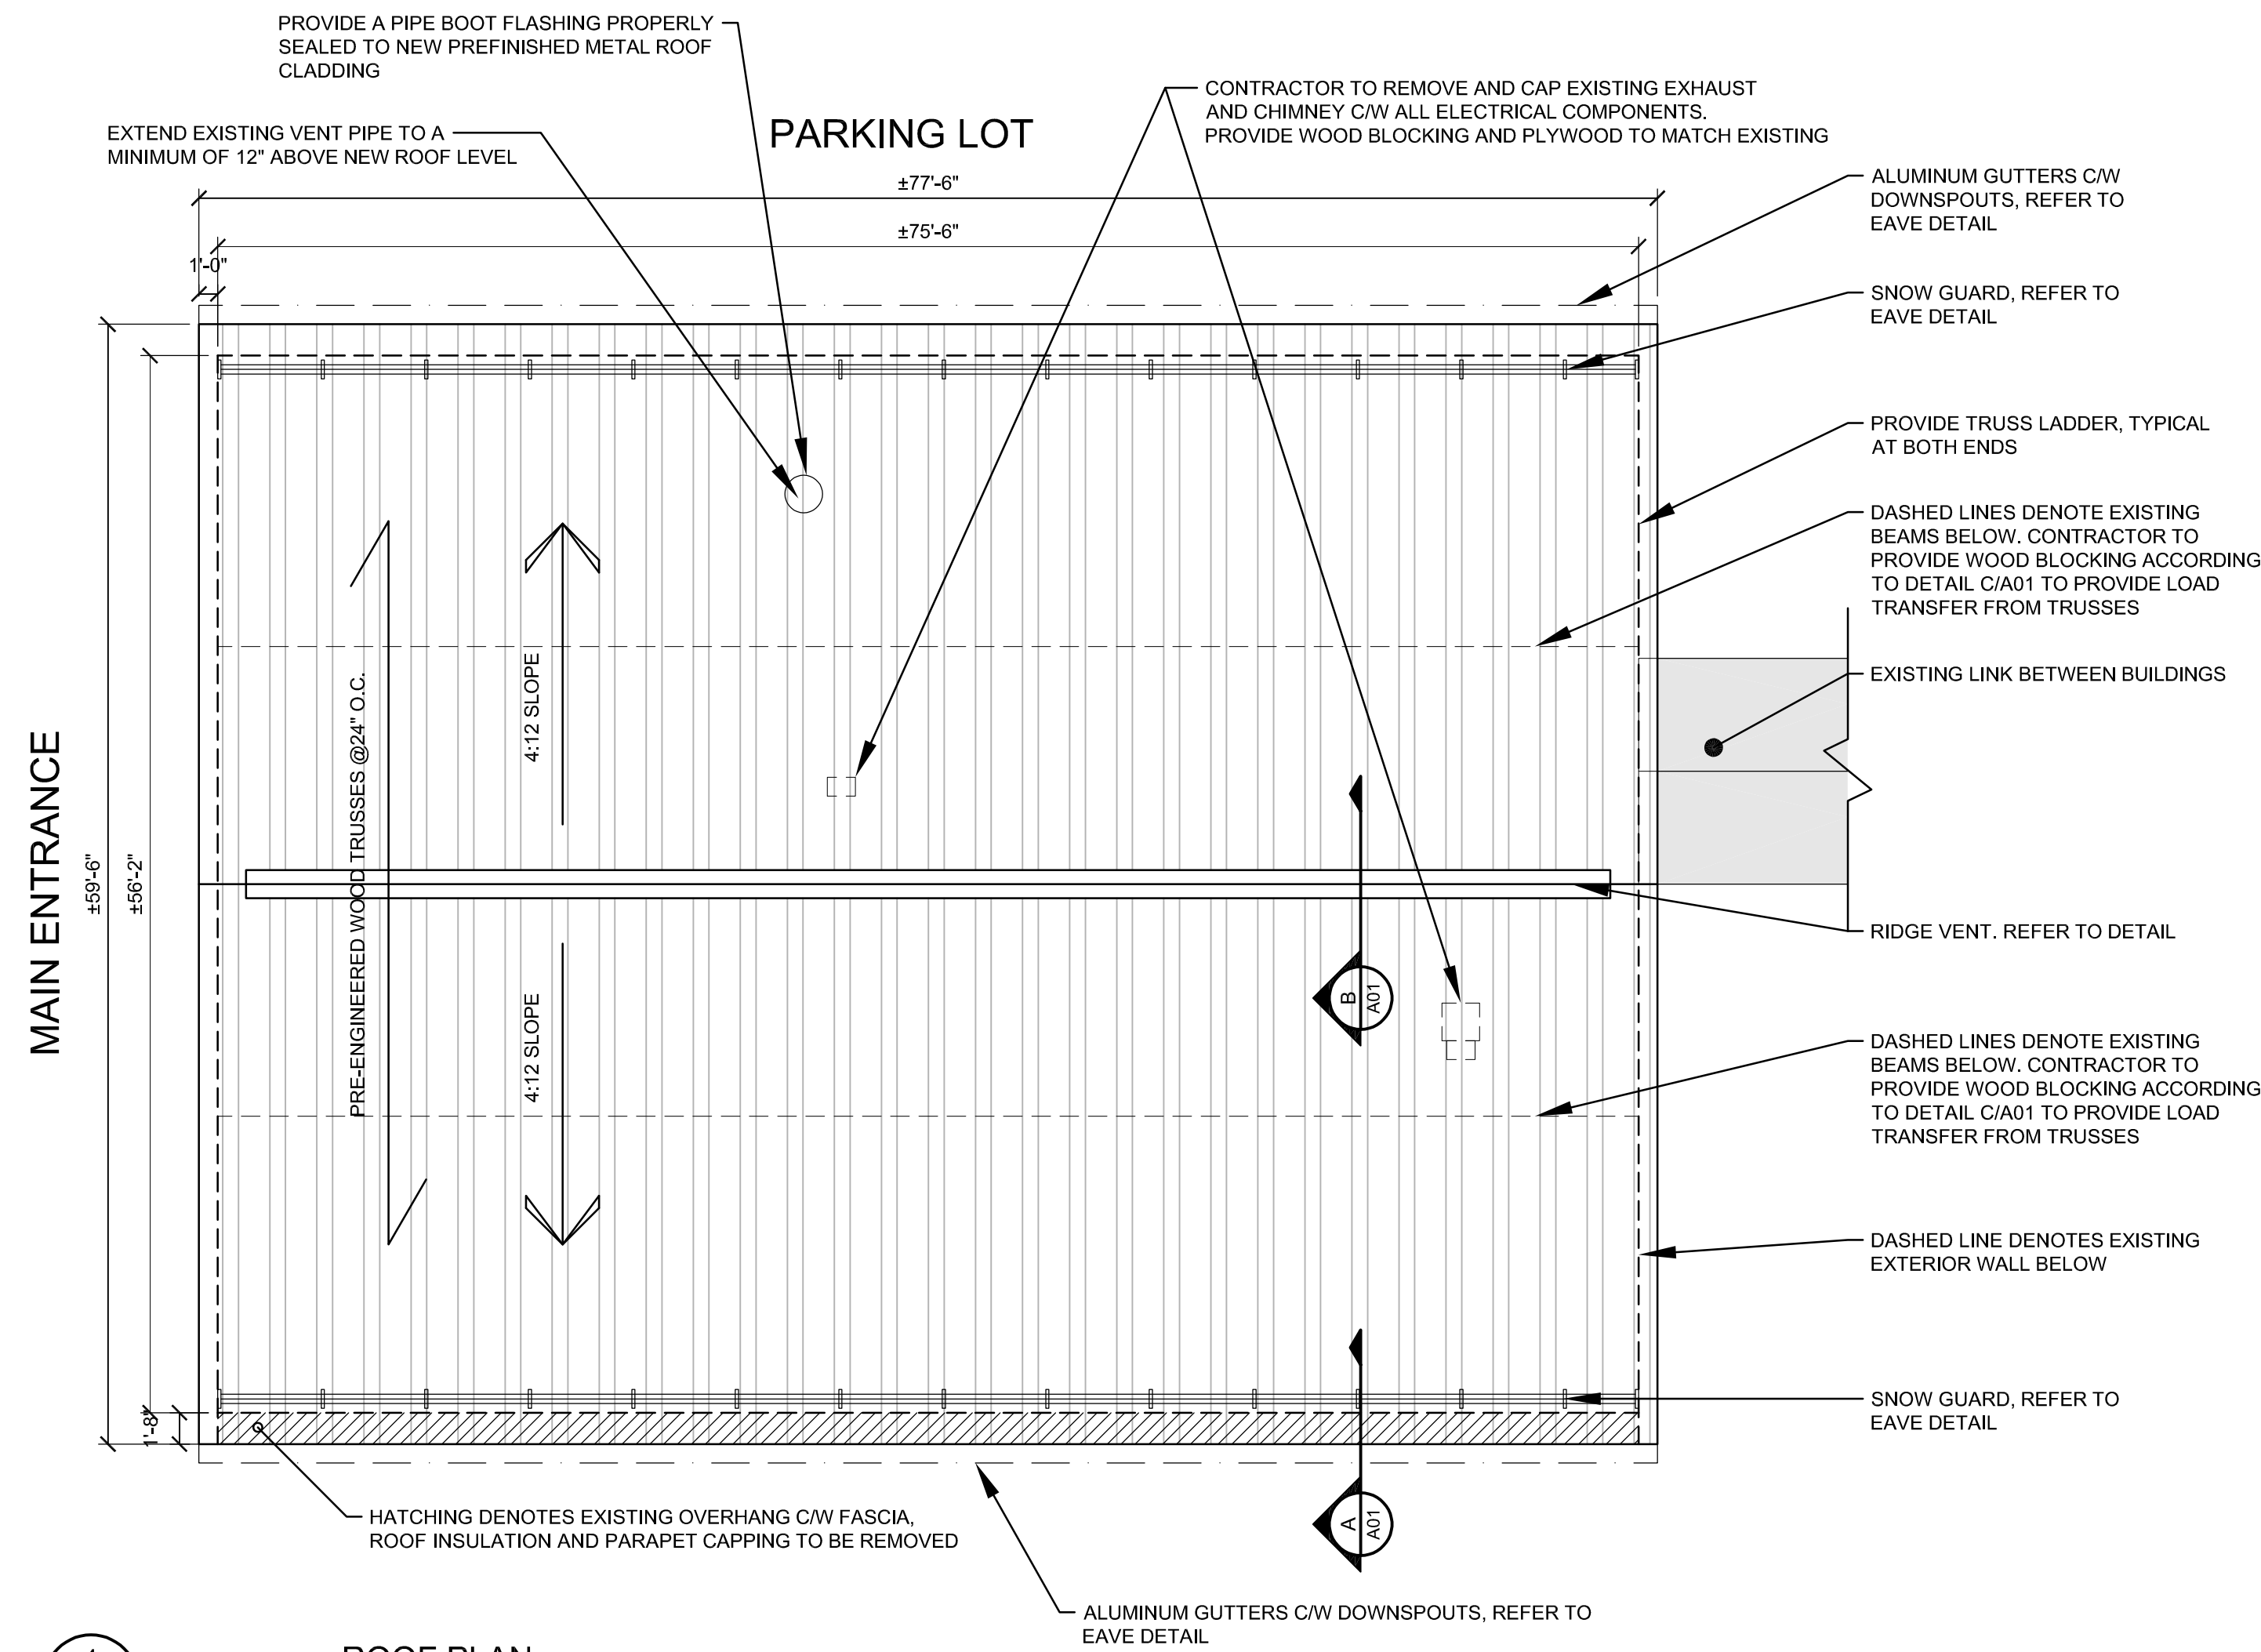 PROVIDE A PIPE BOOT FLASHING PROPERLY
SEALED TO NEW PREFINISHED METAL ROOF
CLADDING
EXTEND EXISTING VENT PIPE TO A
MINIMUM OF 12" ABOVE NEW ROOF LEVEL
PARKING LOT
CONTRACTOR TO REMOVE AND CAP EXISTING EXHAUST
AND CHIMNEY C/W ALL ELECTRICAL COMPONENTS.
PROVIDE WOOD BLOCKING AND PLYWOOD TO MATCH EXISTING
±77'-6"
±75'-6"
1'-0"
ALUMINUM GUTTERS C/W
DOWNSPOUTS, REFER TO
EAVE DETAIL
SNOW GUARD, REFER TO
EAVE DETAIL
PROVIDE TRUSS LADDER, TYPICAL
AT BOTH ENDS
DASHED LINES DENOTE EXISTING
BEAMS BELOW. CONTRACTOR TO
PROVIDE WOOD BLOCKING ACCORDING
TO DETAIL C/A01 TO PROVIDE LOAD
TRANSFER FROM TRUSSES
EXISTING LINK BETWEEN BUILDINGS
MAIN ENTRANCE
±59'-6"
±56'-2"
PRE-ENGINEERED WOOD TRUSSES @24" O.C.
4:12 SLOPE
4:12 SLOPE
RIDGE VENT. REFER TO DETAIL
B
A01
DASHED LINES DENOTE EXISTING
BEAMS BELOW. CONTRACTOR TO
PROVIDE WOOD BLOCKING ACCORDING
TO DETAIL C/A01 TO PROVIDE LOAD
TRANSFER FROM TRUSSES
DASHED LINE DENOTES EXISTING
EXTERIOR WALL BELOW
SNOW GUARD, REFER TO
EAVE DETAIL
1'-8"
HATCHING DENOTES EXISTING OVERHANG C/W FASCIA,
ROOF INSULATION AND PARAPET CAPPING TO BE REMOVED
A
A01
ALUMINUM GUTTERS C/W DOWNSPOUTS, REFER TO
EAVE DETAIL
ROOF PLAN